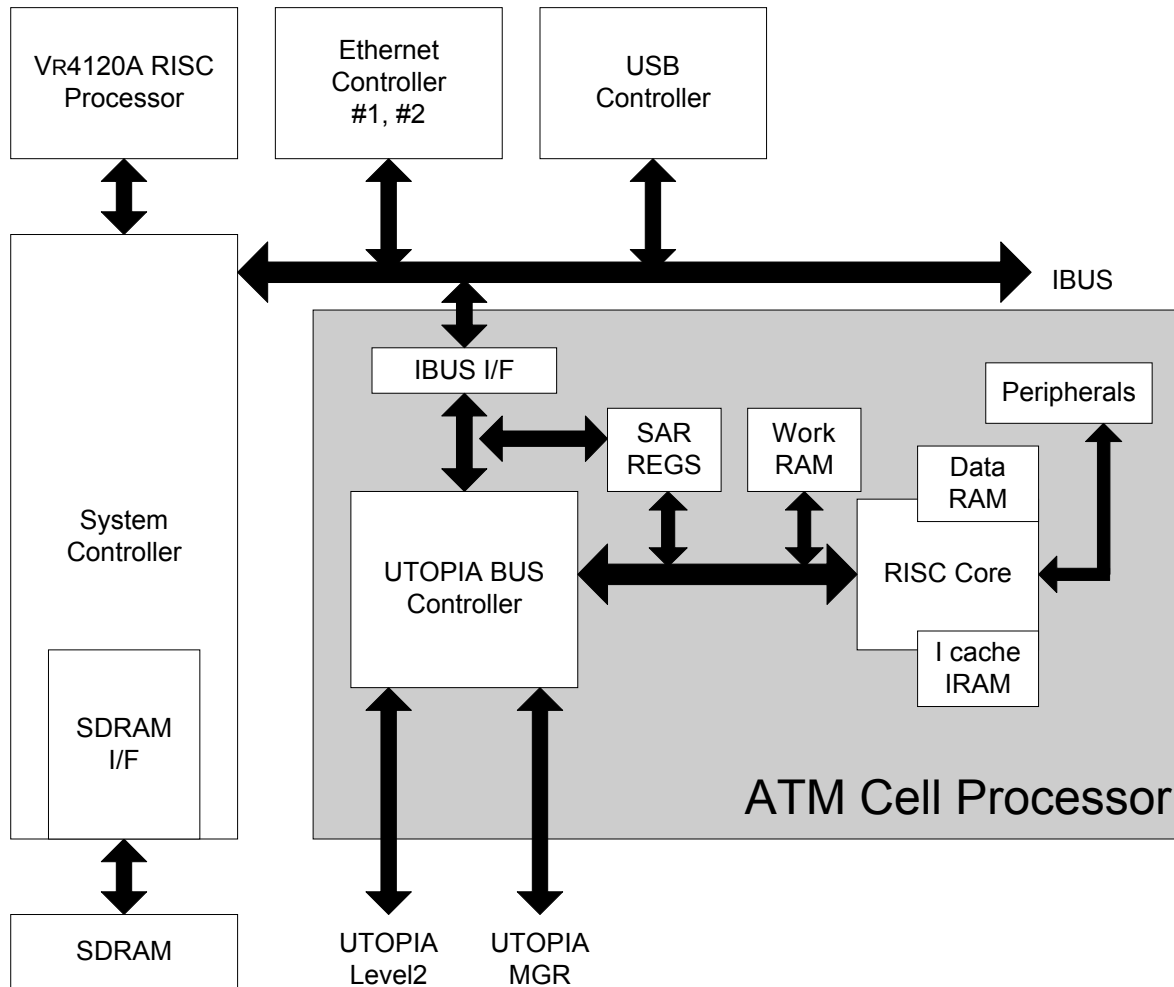 VR4120A RISC
Processor
Ethernet
Controller
#1, #2
USB
Controller
IBUS
IBUS I/F
SAR
REGS
Work
RAM
Peripherals
Data
RAM
System
Controller
UTOPIA BUS
Controller
RISC Core
I cache
IRAM
SDRAM
I/F
ATM Cell Processor
SDRAM
UTOPIA
Level2
UTOPIA
MGR